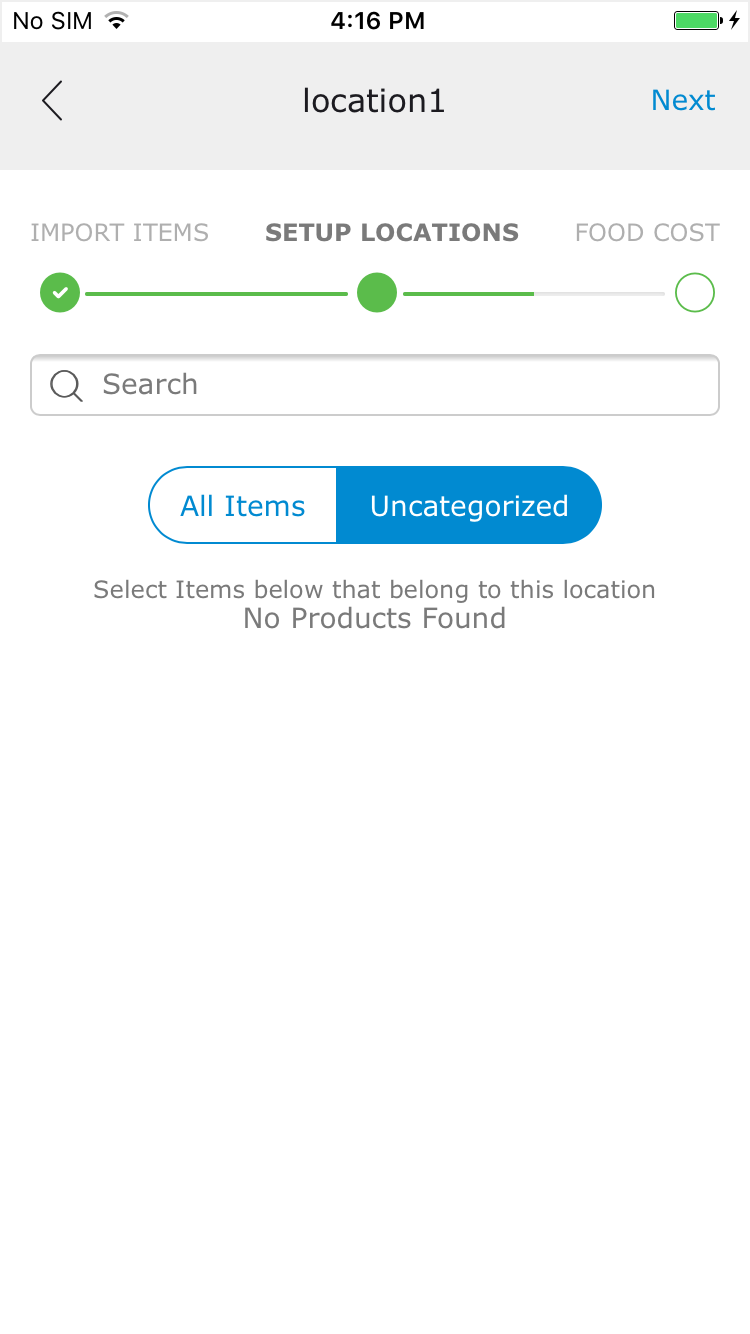 No SIM 4:16 PM
location1 Next
IMPORT ITEMS SETUP LOCATIONS FOOD COST
Search
All Items Uncategorized
Select Items below that belong to this location
No Products Found